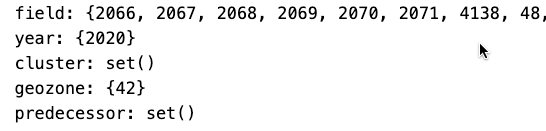 field: {2066, 2067, 2068, 2069, 2070, 2071, 4138, 48,
year: {2020}
cluster: set()
geozone: {42}
predecessor: set()